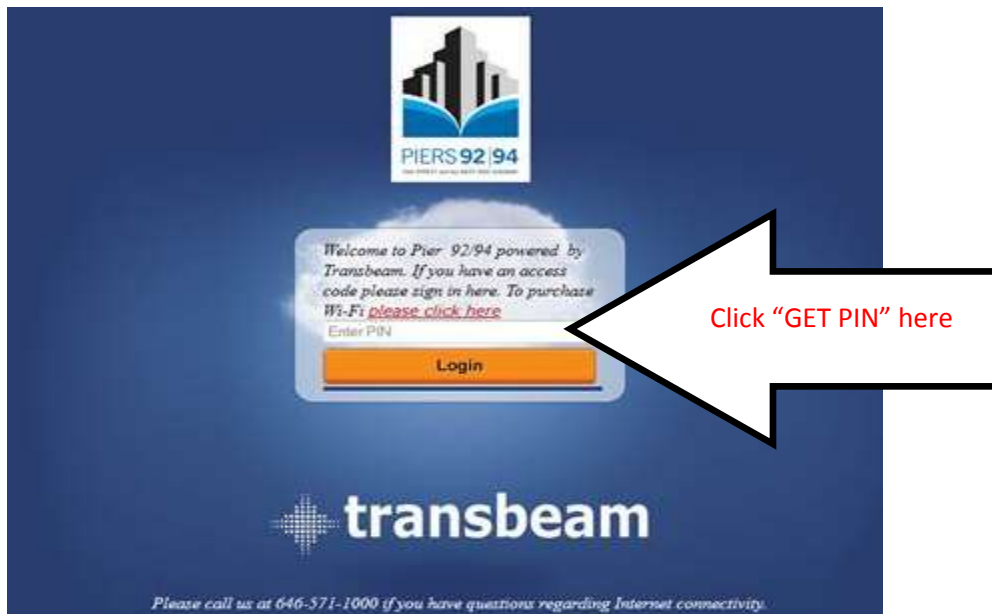 PIERS 92|94
Welcome to Pier 92/94 powered by
Transbeam. If you have an access
code please sign in here. To purchase
Wi-Fi please click here
Enter PIN
Login
Click “GET PIN” here
transbeam
Please call us at 646-571-1000 if you have questions regarding Internet connectivity.